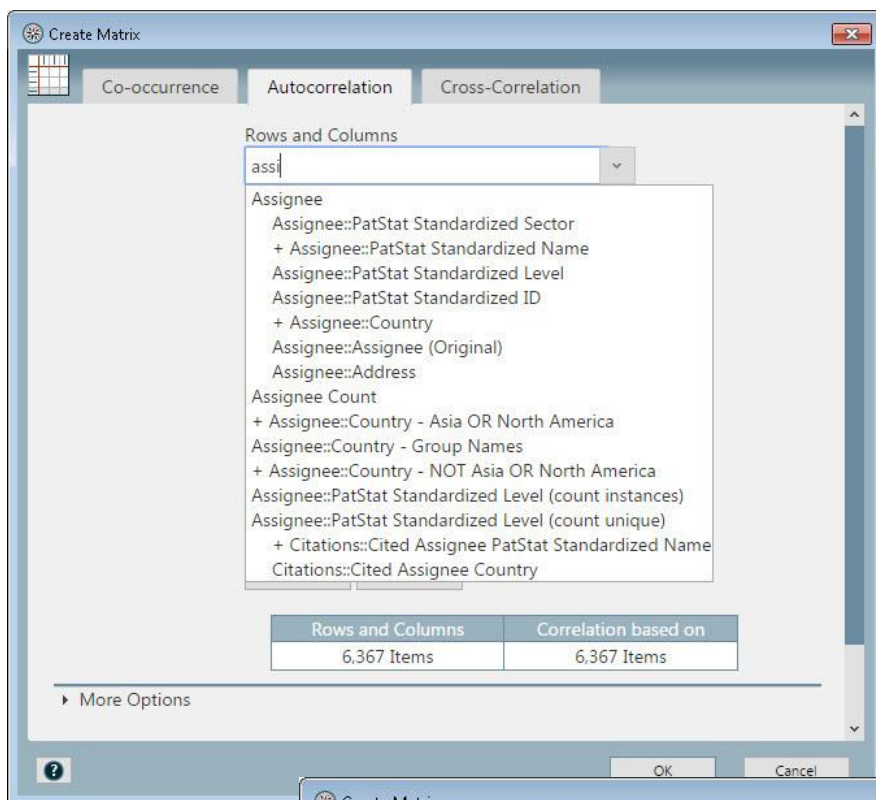 Create Matrix
Co-occurrence Autocorrelation Cross-Correlation
Rows and Columns
assi
Assignee
Assignee::PatStat Standardized Sector
+ Assignee::PatStat Standardized Name
Assignee::PatStat Standardized Level
Assignee::PatStat Standardized ID
+ Assignee::Country
Assignee::Assignee (Original)
Assignee::Address
Assignee Count
+ Assignee::Country - Asia OR North America
Assignee::Country - Group Names
+ Assignee::Country - NOT Asia OR North America
Assignee::PatStat Standardized Level (count instances)
Assignee::PatStat Standardized Level (count unique)
+ Citations::Cited Assignee PatStat Standardized Name
Citations::Cited Assignee Country
Rows and Columns Correlation based on
6,367 Items 6,367 Items
More Options
? OK Cancel